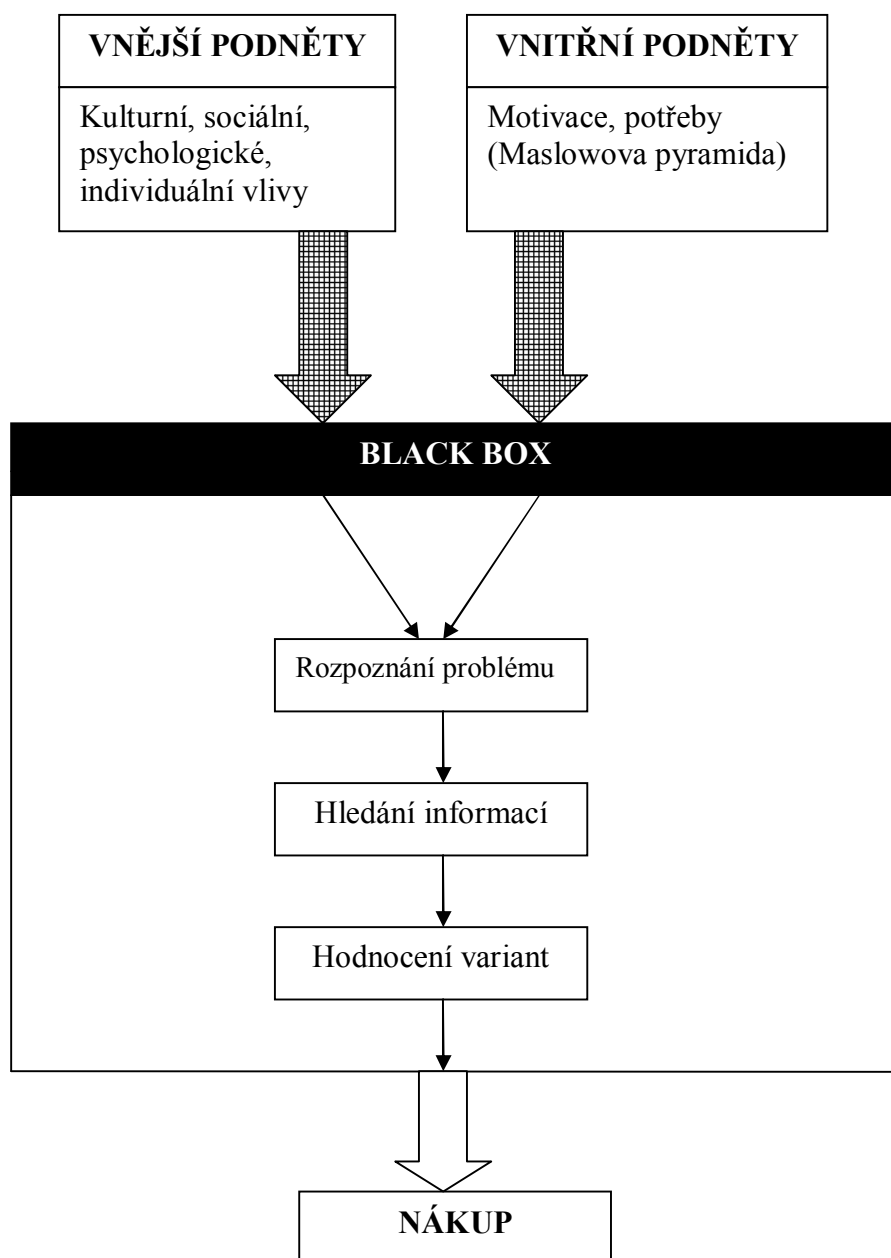 VNĚJŠÍ PODNĚTY
Kulturní, sociální,
psychologické,
individuální vlivy
VNITŘNÍ PODNĚTY
Motivace, potřeby
(Maslowova pyramida)
BLACK BOX
Rozpoznání problému
Hledání informací
Hodnocení variant
NÁKUP